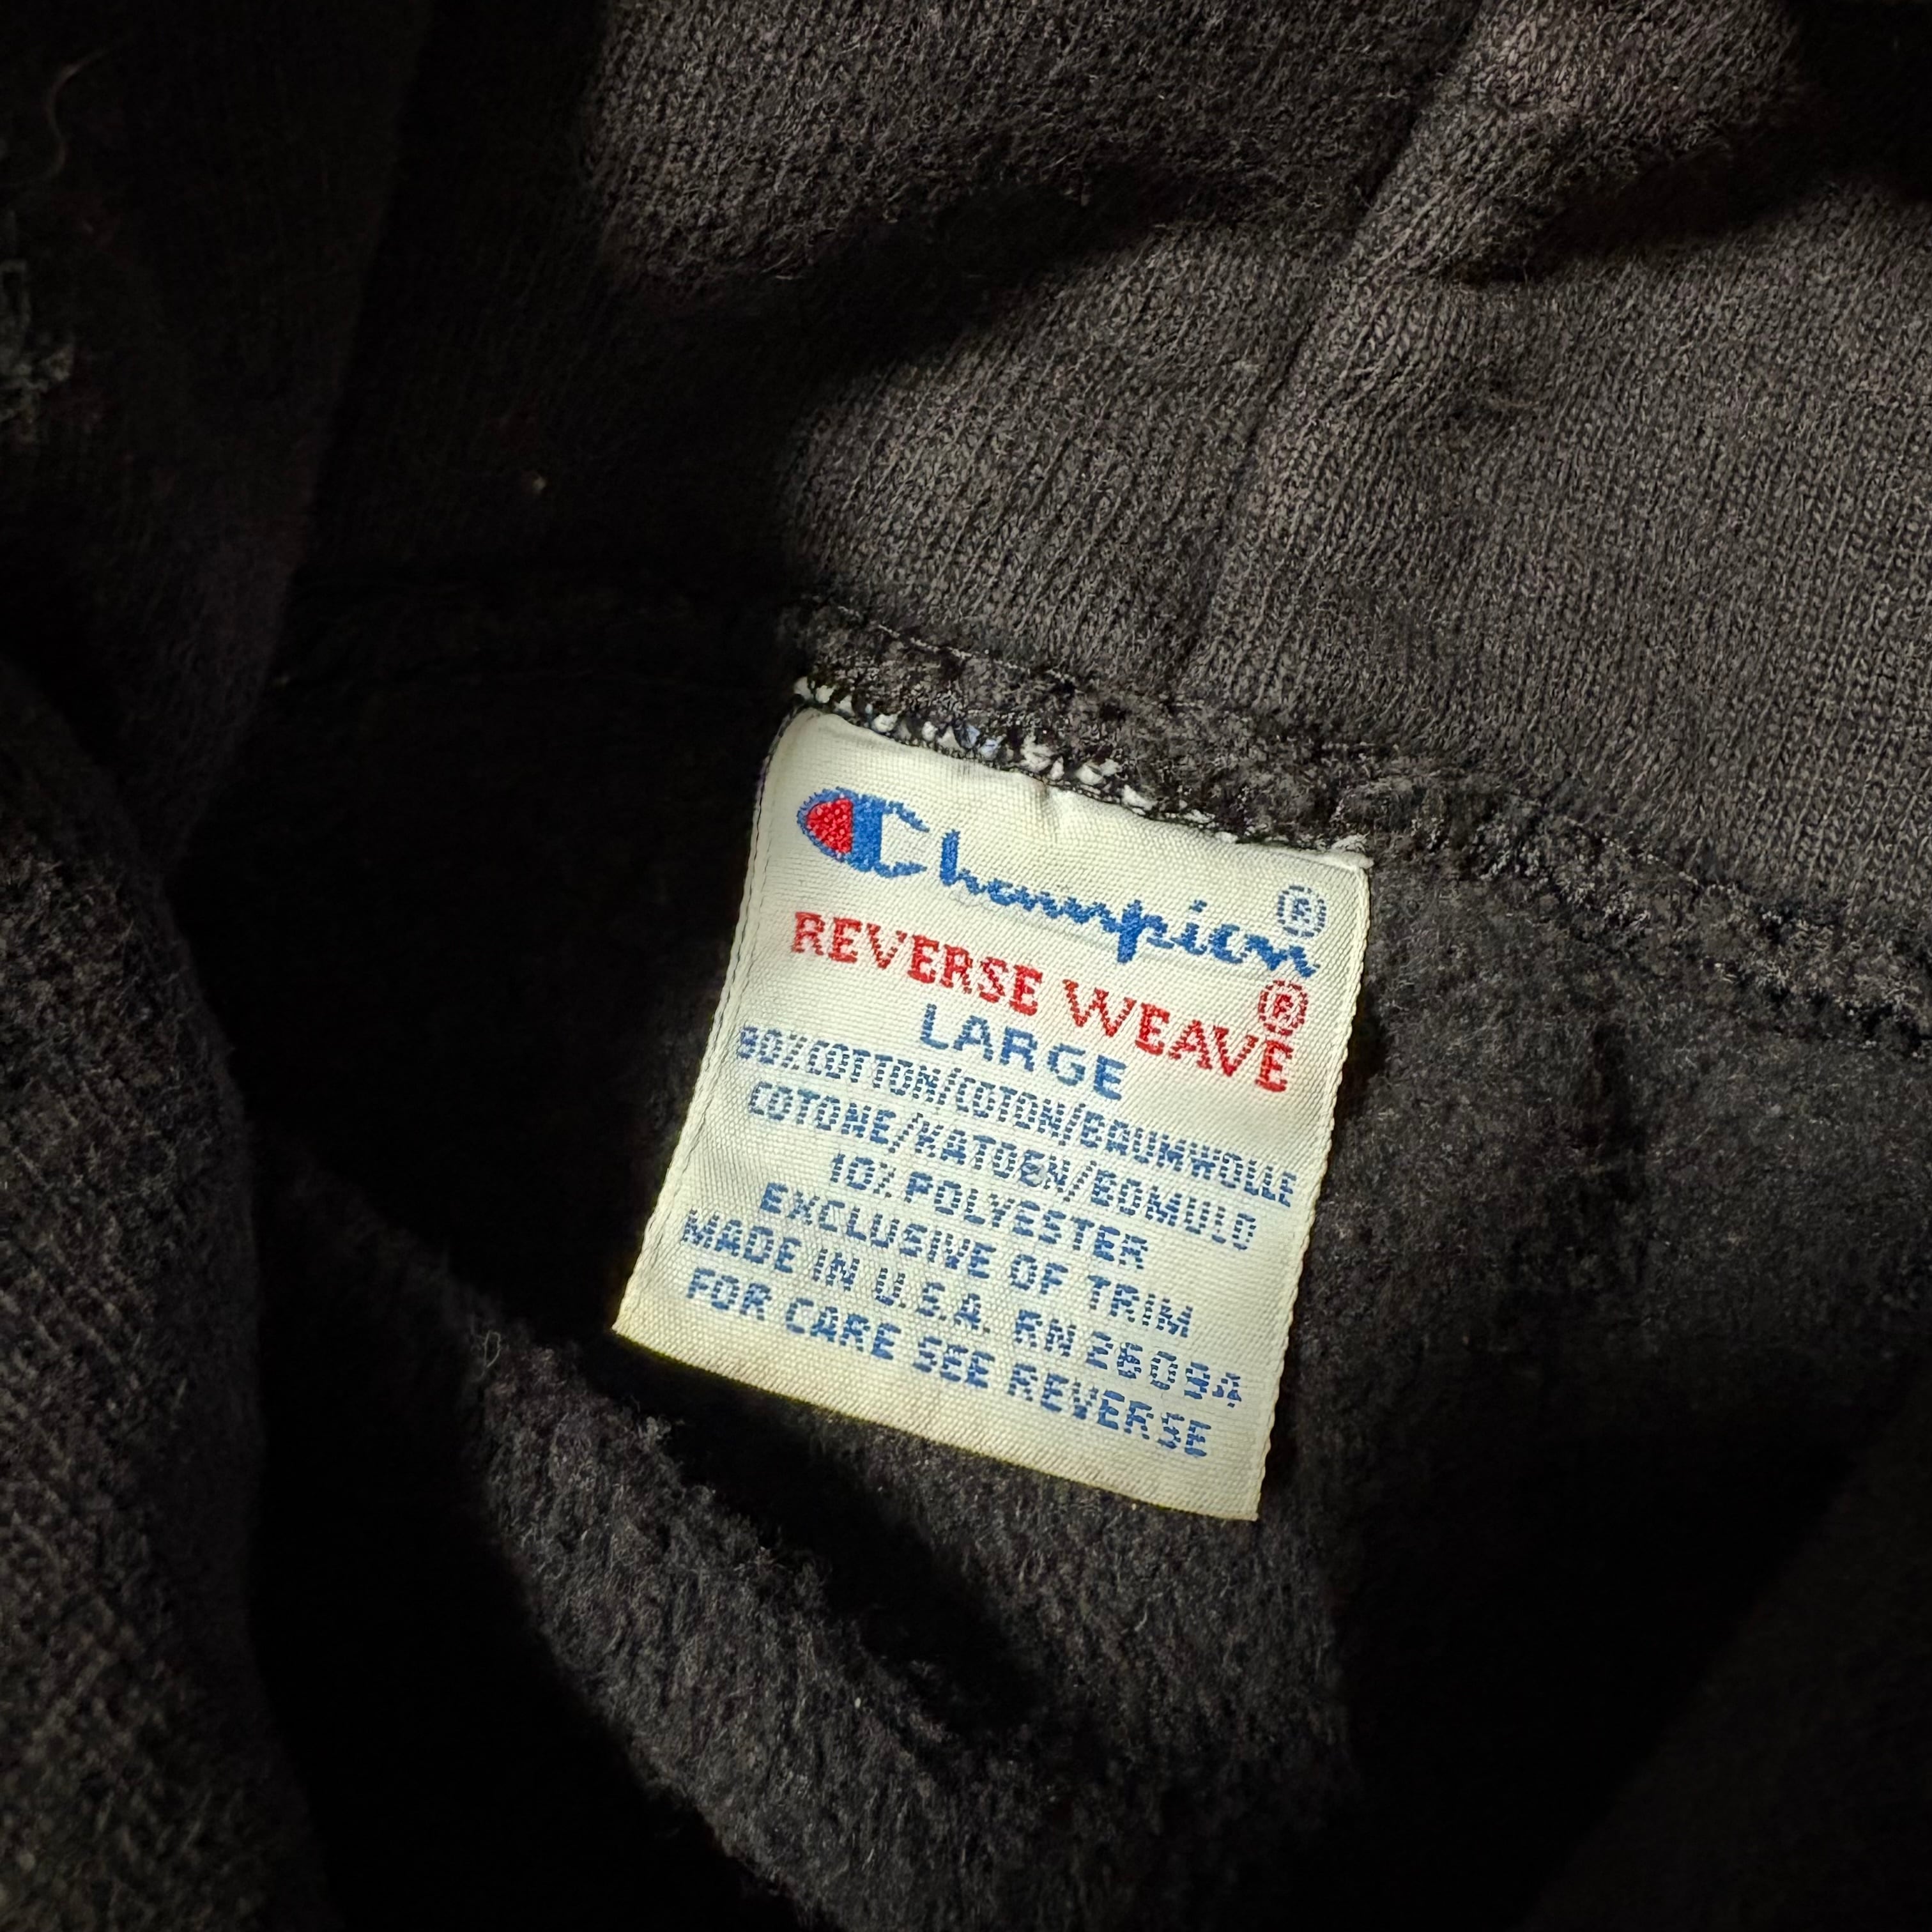 Champion®
REVERSE WEAVE®
LARGE
90%COTTON/COTON/BAUMWOLLE
COTONE/KATOEN/BOMULD
10% POLYESTER
EXCLUSIVE OF TRIM
MADE IN U.S.A. RN 26094
FOR CARE SEE REVERSE